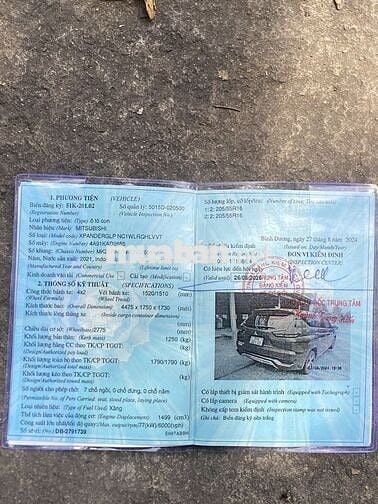 1. PHƯƠNG TIỆN (VEHICLE)
Biển đăng ký: 51K-201.02 Số quản lý: 5015D-020500
(Registration Number) (Vehicle Inspection No.)
Loại phương tiện: (Type) ô tô con
Nhãn hiệu: (Mark) MITSUBISHI
Số loại: (Model code) XPANDERGLP NC1WLRQHLVVT
Số máy: (Engine Number)
Số khung: (Chassis Number)
Năm, Nước sản xuất: 2021,
(Manufactured Year and Country) (Lifetime limit to)
Kinh doanh vận tải (Commercial Use) Cải tạo (Modification)
2. THÔNG SỐ KỸ THUẬT (SPECIFICATIONS)
Công thức bánh xe: 4x2 Vết bánh xe: 1520/1510
(Wheel Formula) (Wheel Tread)
Kích thước bao: (Overall Dimension) 4475 x 1750 x 1730 (mm)
Kích thước lòng thùng xe
(Inside cargo container dimension)
Chiều dài cơ sở: (Wheelbase) 2775 (mm)
Khối lượng bản thân: (Kerb mass) 1250 (kg)
Khối lượng hàng CC theo TK/CP TGGT:
(Design/Authorized pay load)
Khối lượng toàn bộ theo TK/CP TGGT: 1790/1790 (kg)
(Design/Authorized total mass)
Khối lượng kéo theo TK/CP TGGT:
(Design/Authorized towed mass)
Số người cho phép chở: 7 chỗ ngồi, 0 chỗ đứng, 0 chỗ nằm
(Permissible No. of Pers Carried: seat, stood place, laying place)
Loại nhiên liệu: (Type of Fuel Used) Xăng
Thể tích làm việc của động cơ: (Engine Displacement) 1499 (cm3)
Công suất lớn nhất/tốc độ quay: (Max. output/rpm) 77(kW)/6000(vph)
Số sê-ri: (No.) DB-2791739
Số lượng lốp, cỡ lốp/trục (Number of tires; Tire size/axle)
1: 2; 205/55R16
2: 2; 205/55R16
Bình Dương, ngày 27 tháng 8 năm 2024
(Issued on: Day/Month/Year)
ĐƠN VỊ KIỂM ĐỊNH
(INSPECTION CENTER)
Có hiệu lực đến hết ngày
(Valid until) 26/08/2026
Có lắp thiết bị giám sát hành trình (Equipped with Tachograph)
Có lắp camera (Equipped with camera)
Không cấp tem kiểm định (Inspection stamp was not issued)
Ghi chú: Biển đăng ký nền trắng